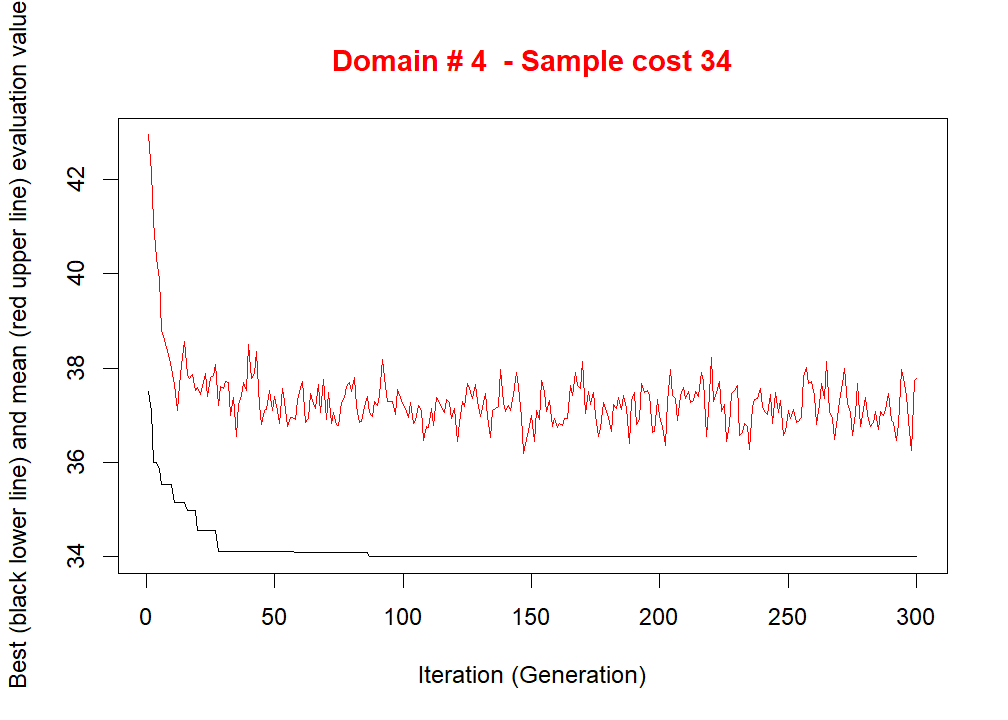 Domain # 4  - Sample cost 34
Best (black lower line) and mean (red upper line) evaluation value
42
40
38
36
34
0 50 100 150 200 250 300
Iteration (Generation)